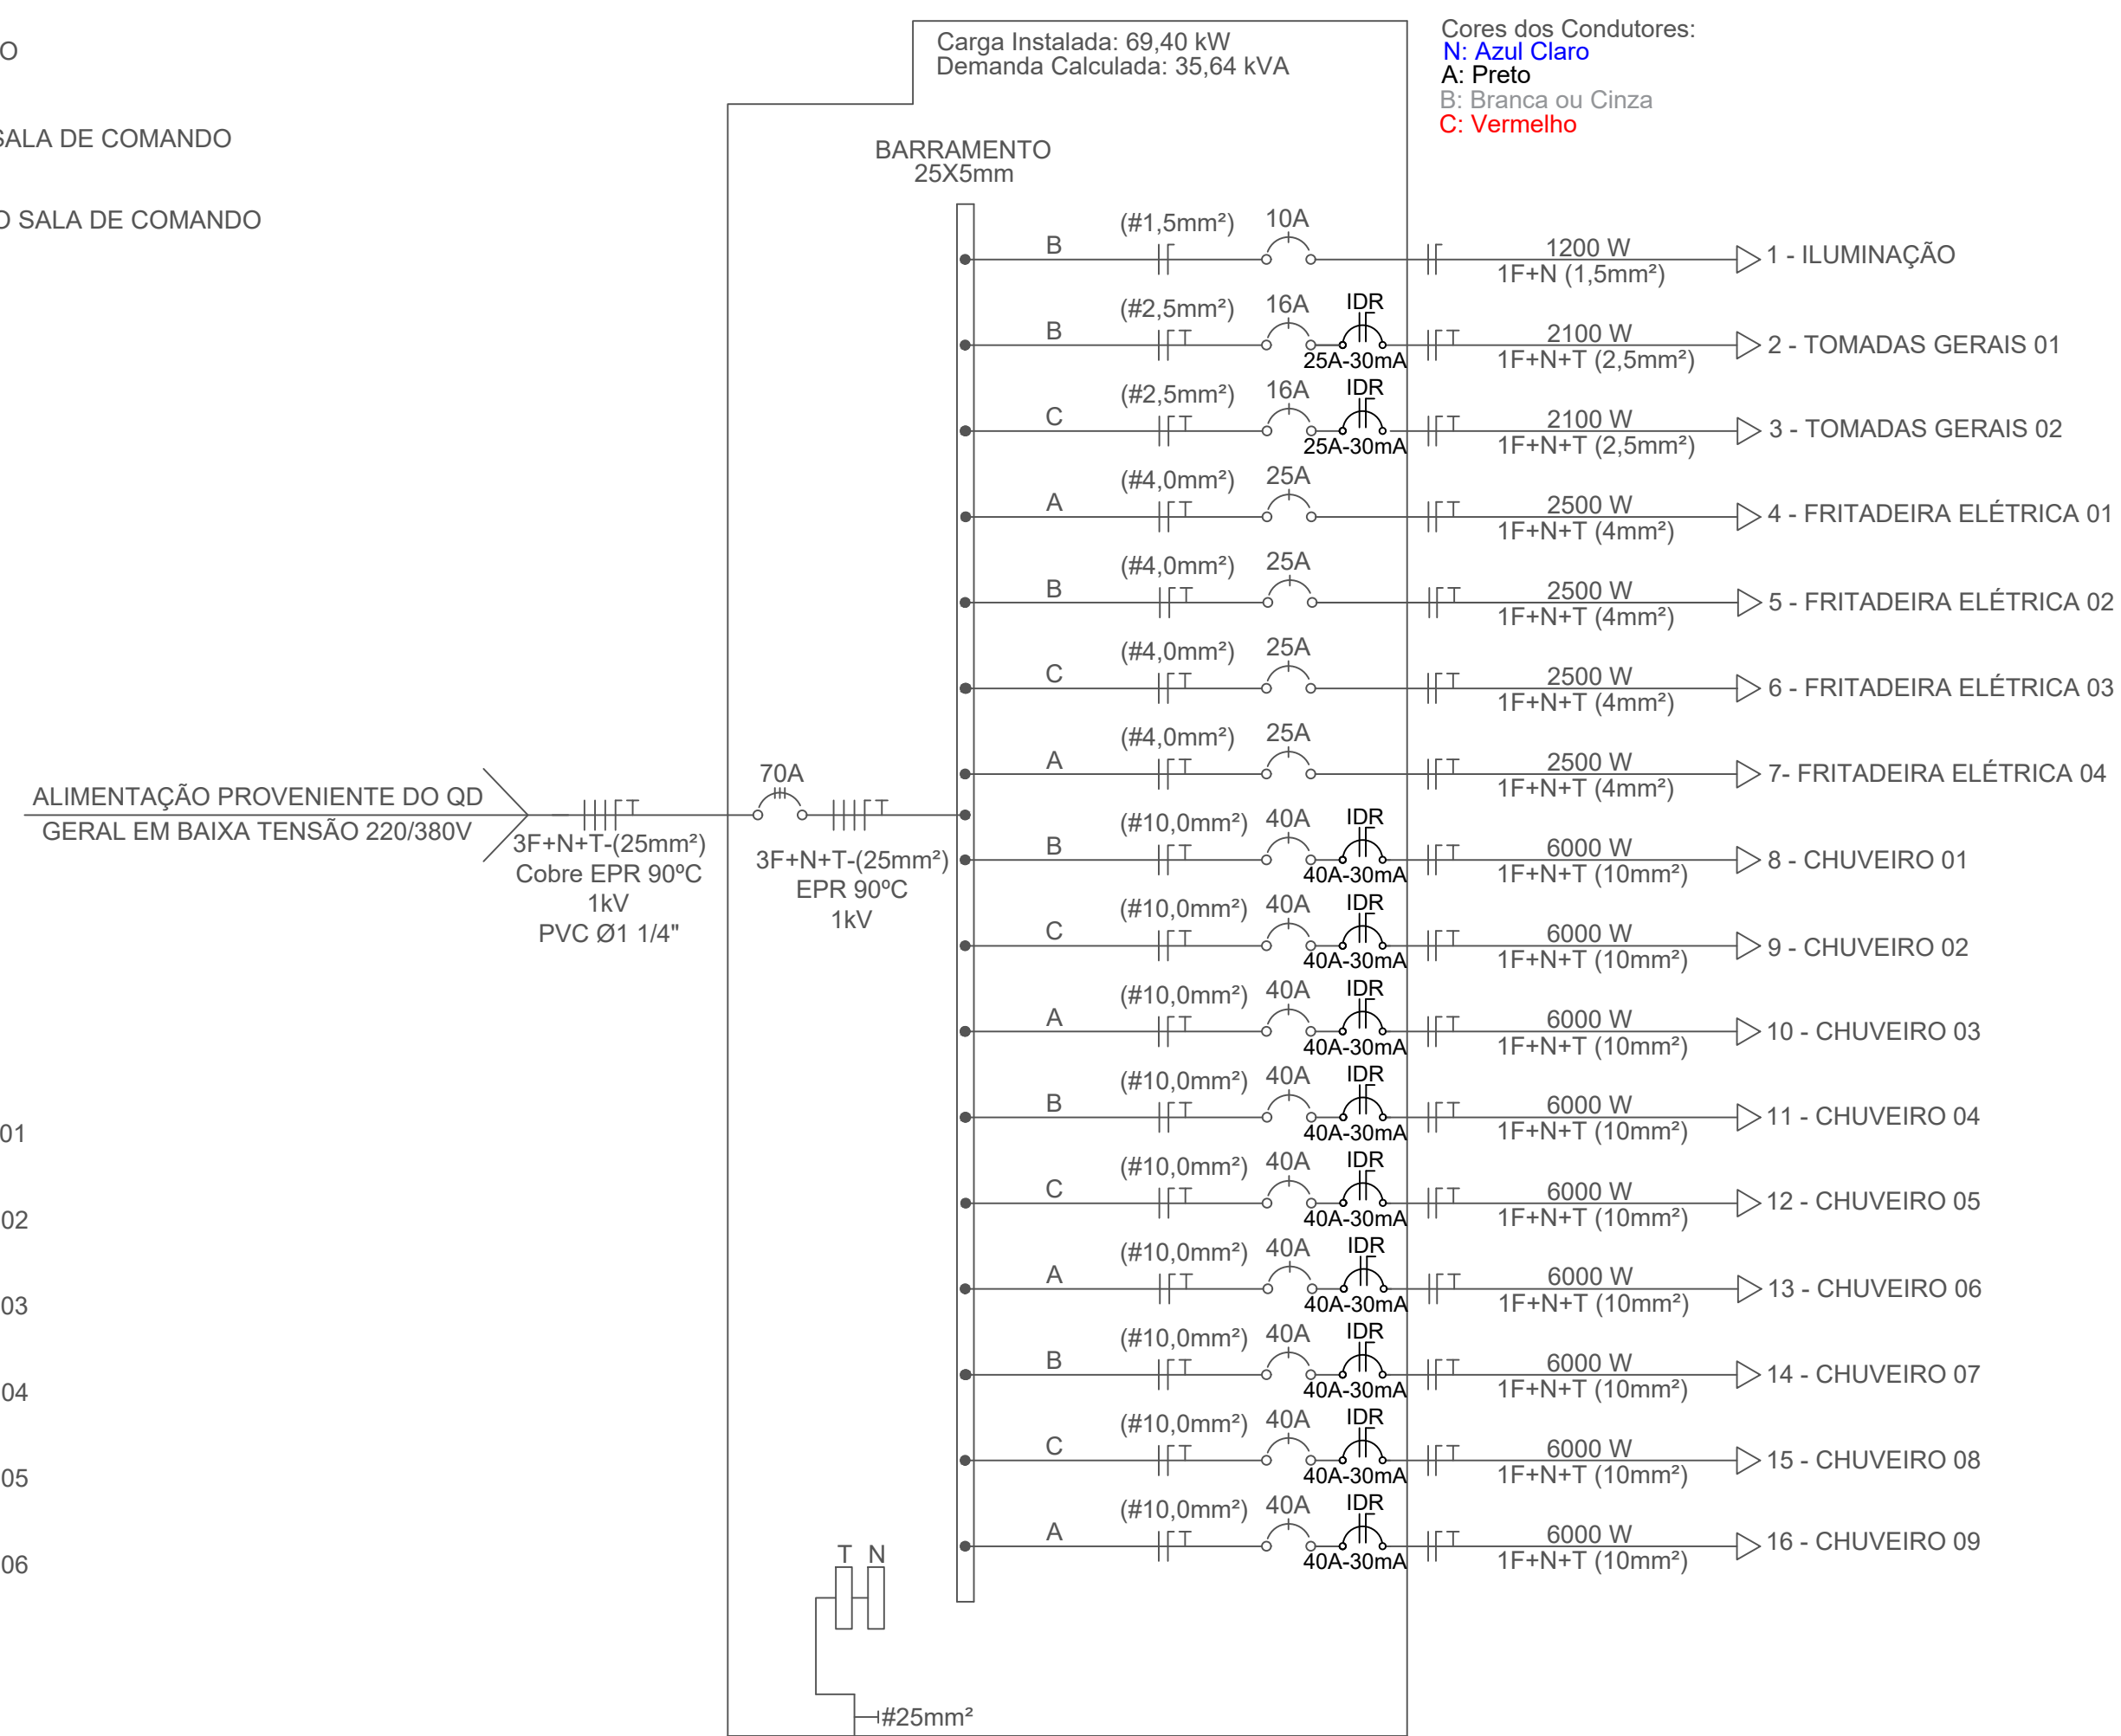 O
SALA DE COMANDO
O SALA DE COMANDO
Carga Instalada: 69,40 kW
Demanda Calculada: 35,64 kVA
Cores dos Condutores:
N: Azul Claro
A: Preto
B: Branca ou Cinza
C: Vermelho
BARRAMENTO
25X5mm
B (#1,5mm²) 10A 1200 W 1 - ILUMINAÇÃO
1F+N (1,5mm²)
B (#2,5mm²) 16A IDR 2100 W 2 - TOMADAS GERAIS 01
25A-30mA 1F+N+T (2,5mm²)
C (#2,5mm²) 16A IDR 2100 W 3 - TOMADAS GERAIS 02
25A-30mA 1F+N+T (2,5mm²)
A (#4,0mm²) 25A 2500 W 4 - FRITADEIRA ELÉTRICA 01
1F+N+T (4mm²)
B (#4,0mm²) 25A 2500 W 5 - FRITADEIRA ELÉTRICA 02
1F+N+T (4mm²)
C (#4,0mm²) 25A 2500 W 6 - FRITADEIRA ELÉTRICA 03
1F+N+T (4mm²)
A (#4,0mm²) 25A 2500 W 7- FRITADEIRA ELÉTRICA 04
1F+N+T (4mm²)
ALIMENTAÇÃO PROVENIENTE DO QD
GERAL EM BAIXA TENSÃO 220/380V
3F+N+T-(25mm²)
Cobre EPR 90ºC
1kV
PVC Ø1 1/4"
70A
3F+N+T-(25mm²)
EPR 90ºC
1kV
B (#10,0mm²) 40A IDR 6000 W 8 - CHUVEIRO 01
40A-30mA 1F+N+T (10mm²)
C (#10,0mm²) 40A IDR 6000 W 9 - CHUVEIRO 02
40A-30mA 1F+N+T (10mm²)
A (#10,0mm²) 40A IDR 6000 W 10 - CHUVEIRO 03
40A-30mA 1F+N+T (10mm²)
B (#10,0mm²) 40A IDR 6000 W 11 - CHUVEIRO 04
40A-30mA 1F+N+T (10mm²)
C (#10,0mm²) 40A IDR 6000 W 12 - CHUVEIRO 05
40A-30mA 1F+N+T (10mm²)
A (#10,0mm²) 40A IDR 6000 W 13 - CHUVEIRO 06
40A-30mA 1F+N+T (10mm²)
B (#10,0mm²) 40A IDR 6000 W 14 - CHUVEIRO 07
40A-30mA 1F+N+T (10mm²)
C (#10,0mm²) 40A IDR 6000 W 15 - CHUVEIRO 08
40A-30mA 1F+N+T (10mm²)
A (#10,0mm²) 40A IDR 6000 W 16 - CHUVEIRO 09
40A-30mA 1F+N+T (10mm²)
01
02
03
04
05
06
T N
#25mm²